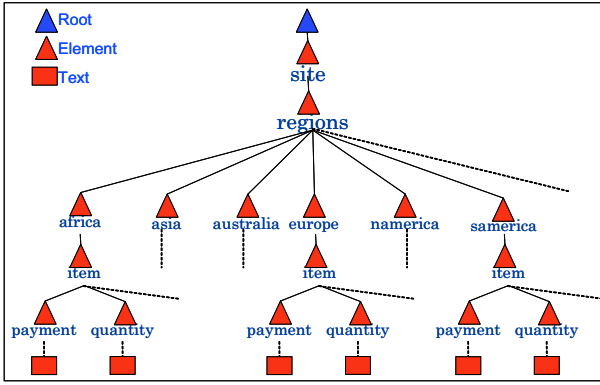 Root
Element
Text
site
regions
africa asia australia europe namerica samerica
item item item
payment quantity payment quantity payment quantity